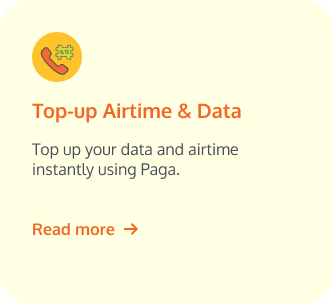 Top-up Airtime & Data
Top up your data and airtime
instantly using Paga.
Read more →